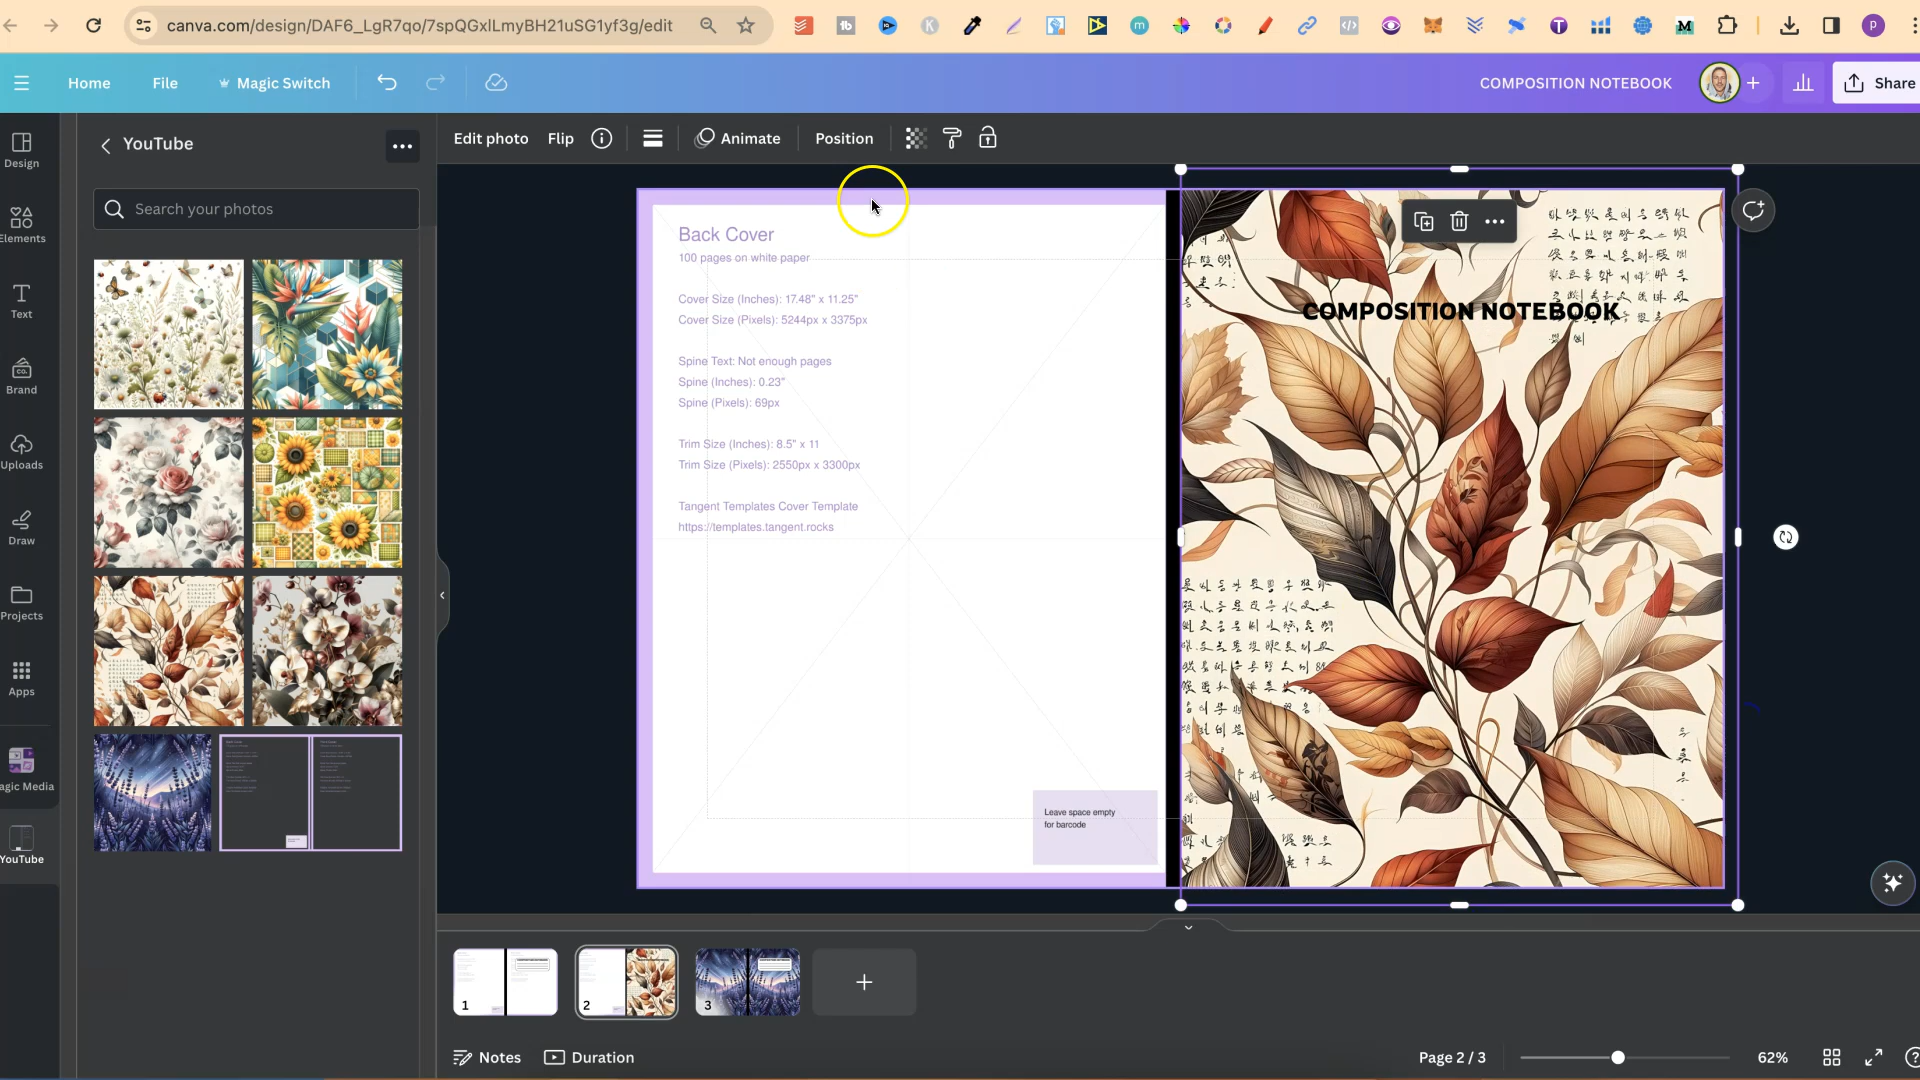 canva.com/design/DAF6_LgR7qo/7spQGxlLmyBH21uSG1yf3g/edit
Home
File
Magic Switch
COMPOSITION NOTEBOOK
Share
Design
Elements
Text
Brand
Uploads
Draw
Projects
Apps
agic Media
YouTube
YouTube
Search your photos
Edit photo
Flip
Animate
Position
Back Cover
100 pages on white paper
Cover Size (Inches): 17.48" x 11.25"
Cover Size (Pixels): 5244px x 3375px
Spine Text: Not enough pages
Spine (Inches): 0.23"
Spine (Pixels): 69px
Trim Size (Inches): 8.5" x 11
Trim Size (Pixels): 2550px x 3300px
Tangent Templates Cover Template
https://templates.tangent.rocks
Leave space empty
for barcode
COMPOSITION NOTEBOOK
1
2
3
Notes
Duration
Page 2 / 3
62%